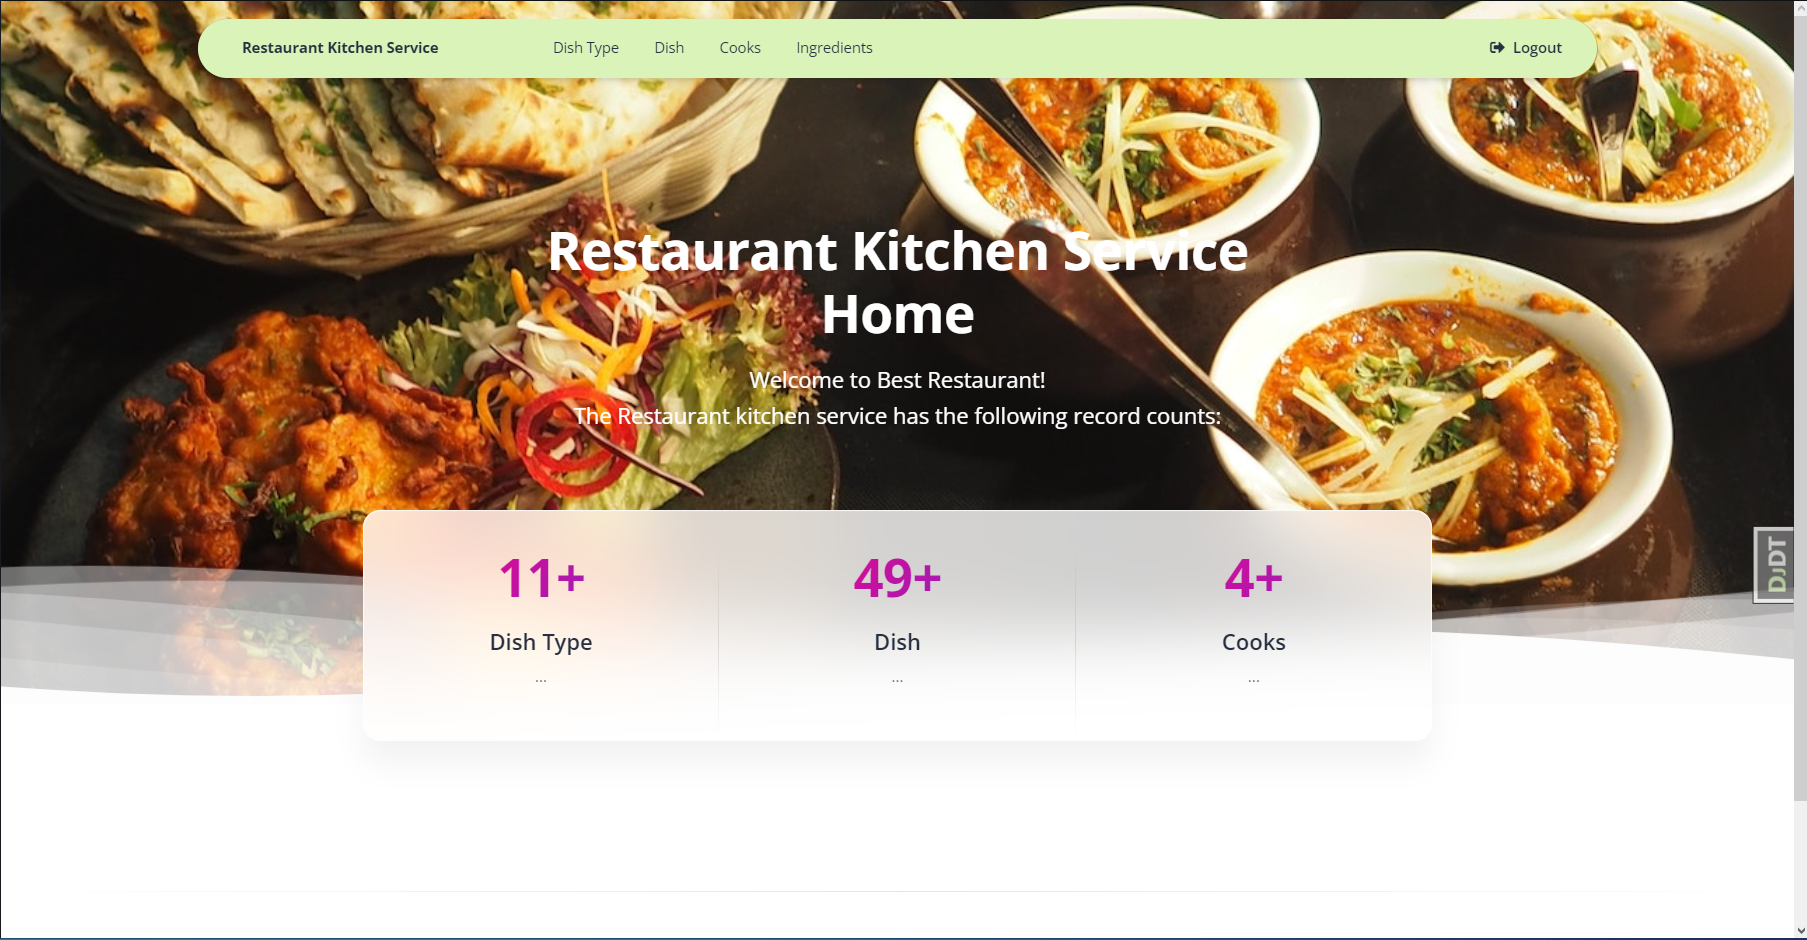 Restaurant Kitchen Service
Dish Type
Dish
Cooks
Ingredients
Logout
Restaurant Kitchen Service
Home
Welcome to Best Restaurant!
The Restaurant kitchen service has the following record counts:
11+
49+
4+
Dish Type
Dish
Cooks
...
...
...
DJDT